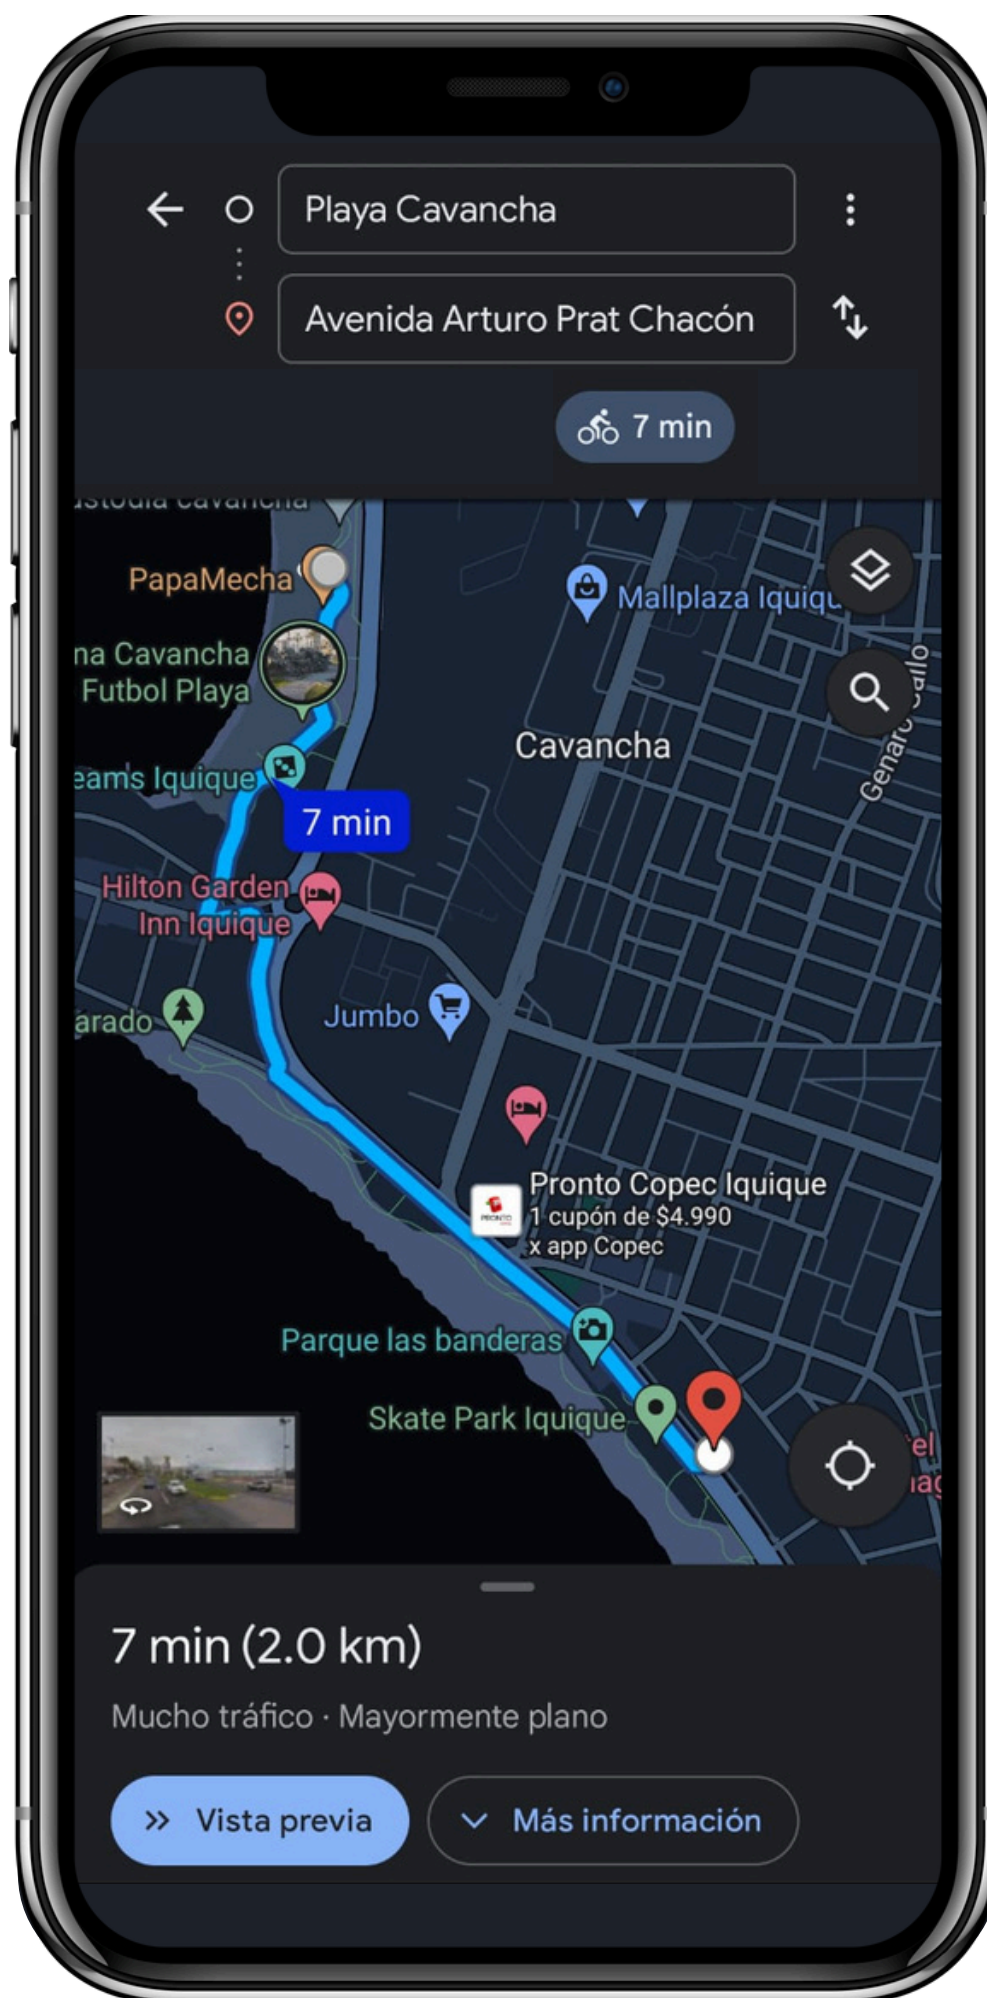 Playa Cavancha
Avenida Arturo Prat Chacón
7 min
PapaMecha
Mallplaza
na Cavancha
Futbol Playa
Cavancha
eams Iquique
7 min
Hilton Garden
Inn Iquique
Jumbo
arado
Pronto Copec Iquique
1 cupón de $4.990
x app Copec
PRONTO
Parque las banderas
Skate Park Iquique
el
7 min (2.0 km)
Mucho tráfico · Mayormente plano
Vista previa
Más información